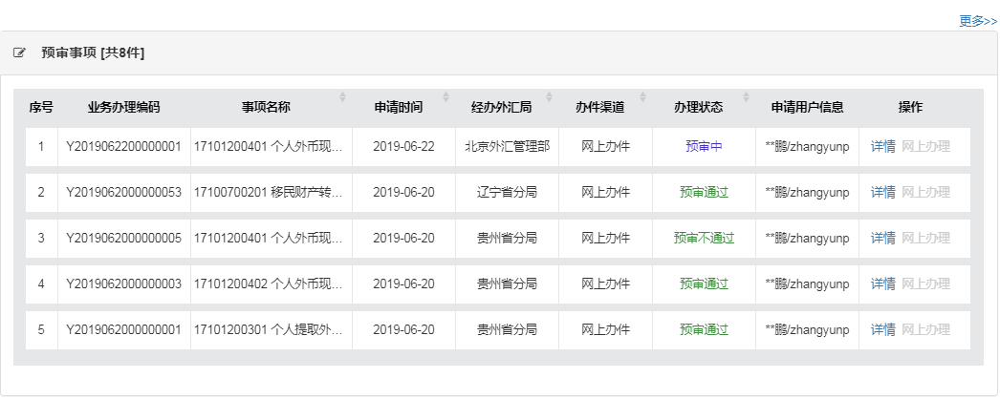 更多>>
预审事项 [共8件]
序号 业务办理编码 事项名称 申请时间 经办外汇局 办件渠道 办理状态 申请用户信息 操作
1 Y2019062200000001 17101200401 个人外币现... 2019-06-22 北京外汇管理部 网上办件 预审中 **鹏/zhangyunp 详情 网上办理
2 Y2019062000000053 17100700201 移民财产转... 2019-06-20 辽宁省分局 网上办件 预审通过 **鹏/zhangyunp 详情 网上办理
3 Y2019062000000005 17101200401 个人外币现... 2019-06-20 贵州省分局 网上办件 预审不通过 **鹏/zhangyunp 详情 网上办理
4 Y2019062000000003 17101200402 个人外币现... 2019-06-20 贵州省分局 网上办件 预审通过 **鹏/zhangyunp 详情 网上办理
5 Y2019062000000001 17101200301 个人提取外... 2019-06-20 贵州省分局 网上办件 预审通过 **鹏/zhangyunp 详情 网上办理